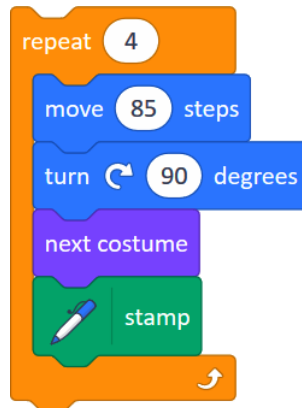 repeat 4
move 85 steps
turn 90 degrees
next costume
stamp